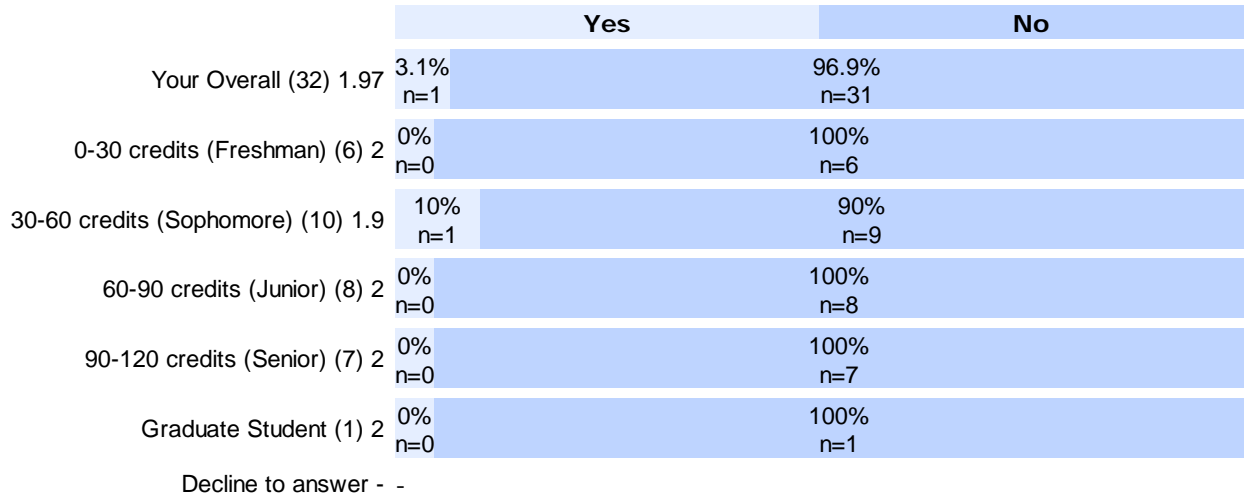 Yes No
Your Overall (32) 1.97 3.1% 96.9%
n=1 n=31
0-30 credits (Freshman) (6) 2 0% 100%
n=0 n=6
30-60 credits (Sophomore) (10) 1.9 10% 90%
n=1 n=9
60-90 credits (Junior) (8) 2 0% 100%
n=0 n=8
90-120 credits (Senior) (7) 2 0% 100%
n=0 n=7
Graduate Student (1) 2 0% 100%
n=0 n=1
Decline to answer - -